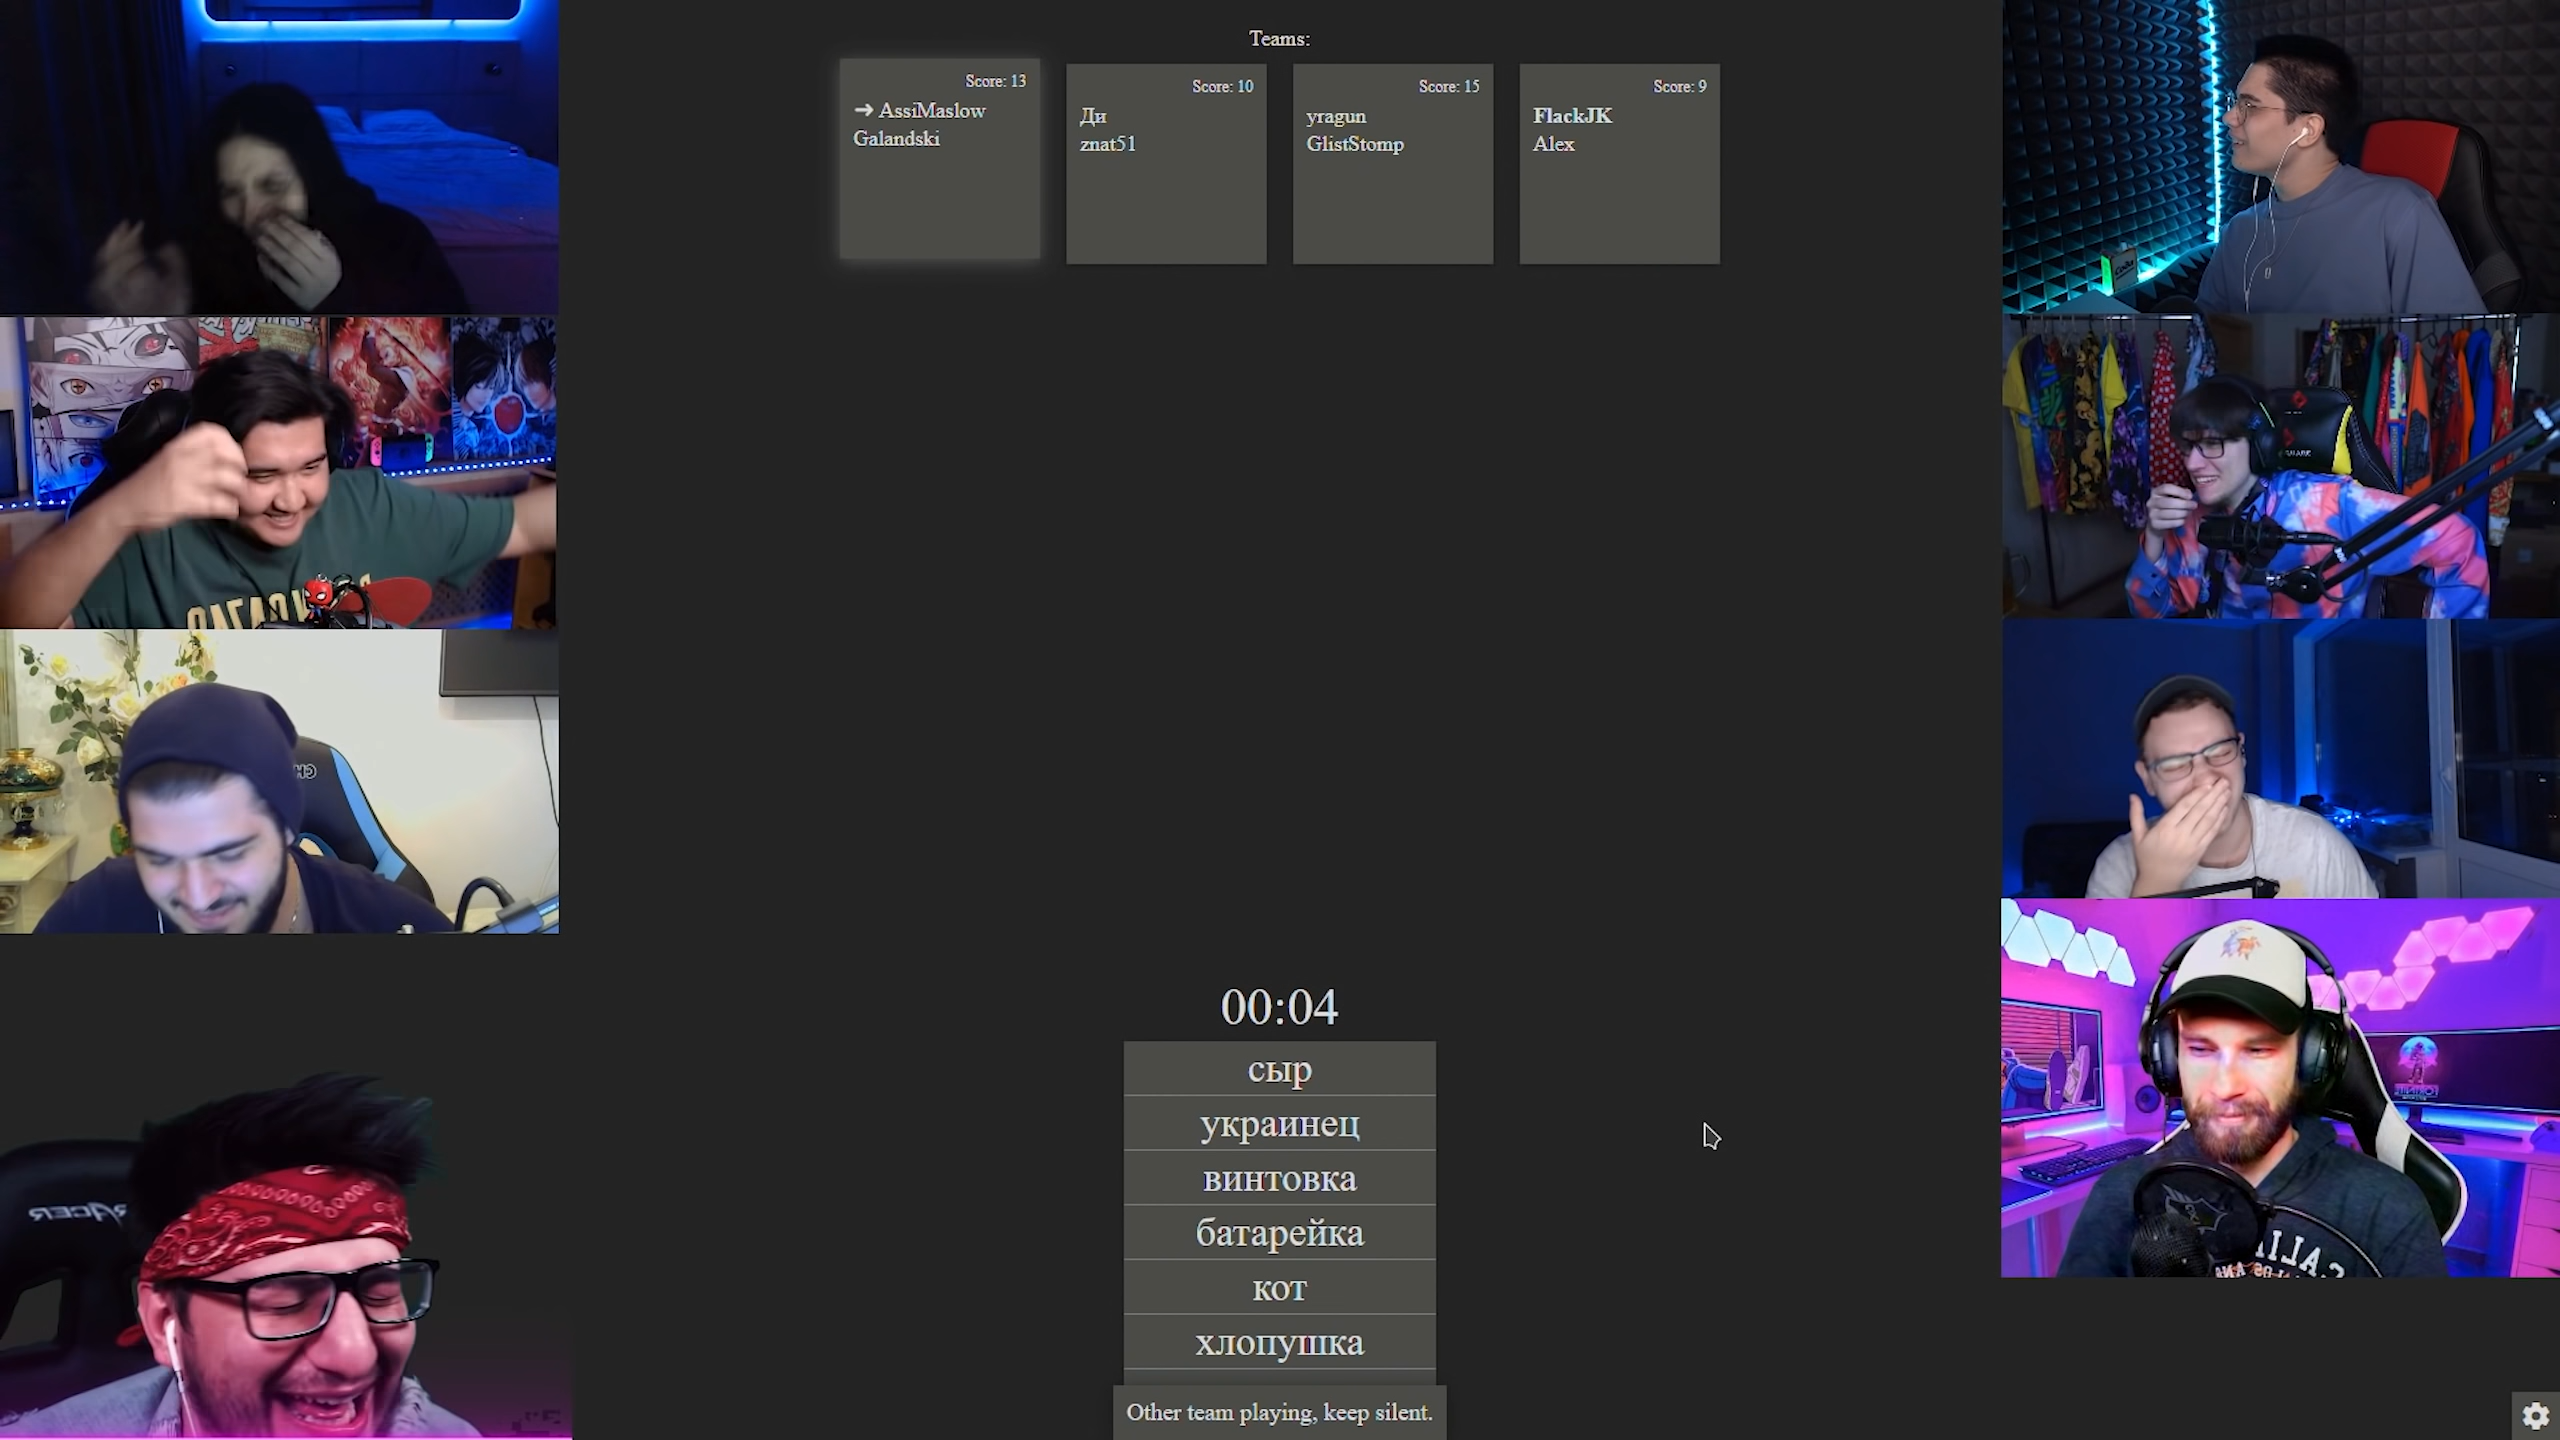 Teams:
Score: 13
➔ AssiMaslow
Galandski
Score: 10
Ди
znat51
Score: 15
yragun
GlistStomp
Score: 9
FlackJK
Alex
00:04
сыр
украинец
винтовка
батарейка
кот
хлопушка
Other team playing, keep silent.